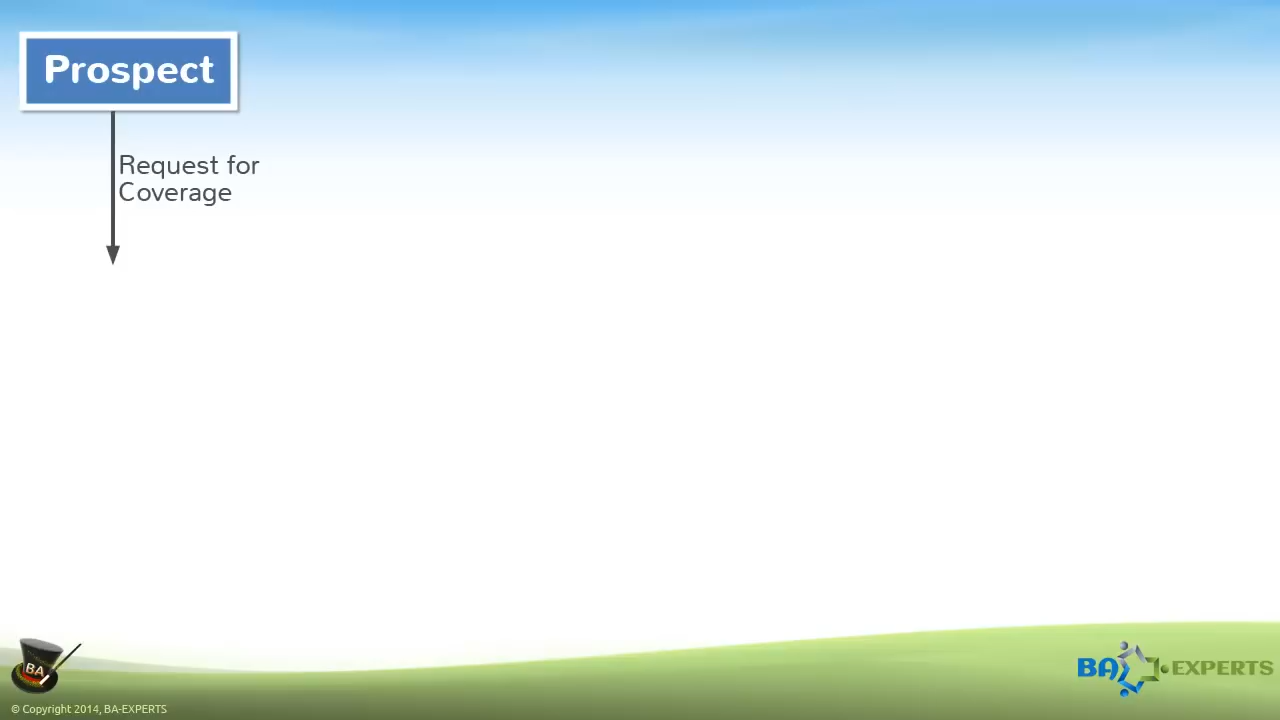 Prospect
Request for
Coverage
BA
BA EXPERTS
© Copyright 2014, BA-EXPERTS